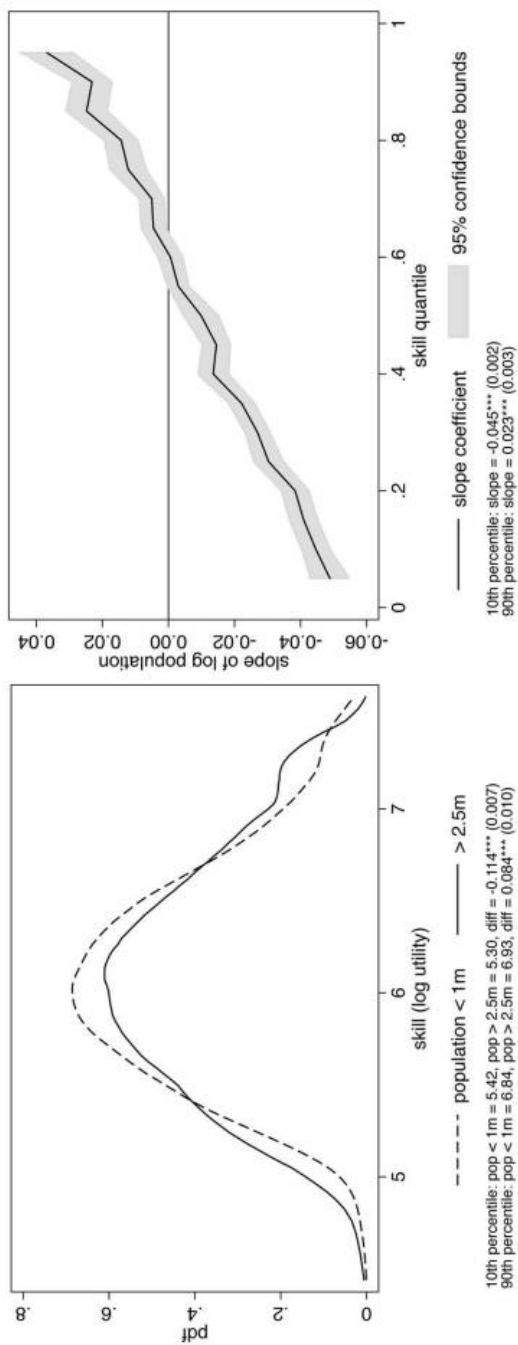 pdf
.8
.6
.4
.2
0
5
6
7
skill (log utility)
population < 1m
> 2.5m
10th percentile: pop < 1m = 5.42, pop > 2.5m = 5.30, diff = -0.114*** (0.007)
90th percentile: pop < 1m = 6.84, pop > 2.5m = 6.93, diff = 0.084*** (0.010)
slope of log population
0.04
0.02
0.00
-0.02
-0.04
-0.06
0
.2
.4
.6
.8
1
skill quantile
slope coefficient
95% confidence bounds
10th percentile: slope = -0.045*** (0.002)
90th percentile: slope = 0.023*** (0.003)